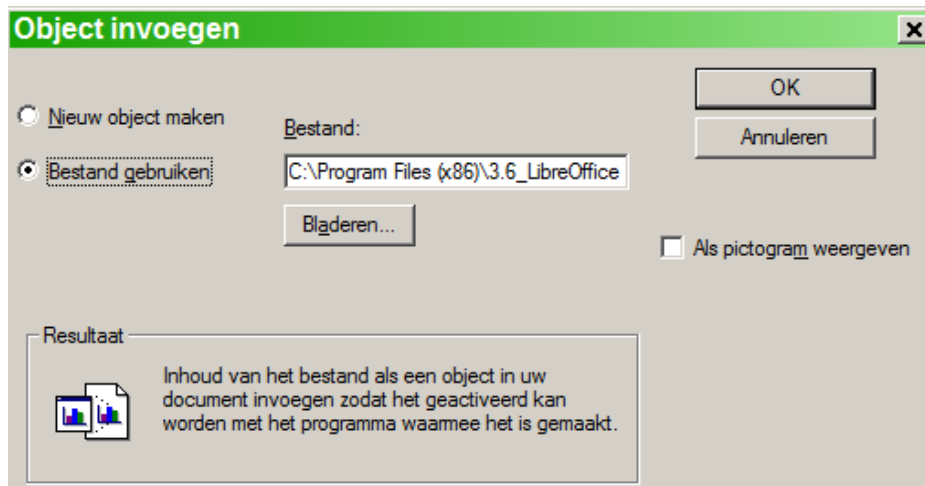 Object invoegen
Nieuw object maken
Bestand gebruiken
Bestand:
C:\Program Files (x86)\3.6_LibreOffice
Bladeren...
OK
Annuleren
Als pictogram weergeven
Resultaat
Inhoud van het bestand als een object in uw
document invoegen zodat het geactiveerd kan
worden met het programma waarmee het is gemaakt.